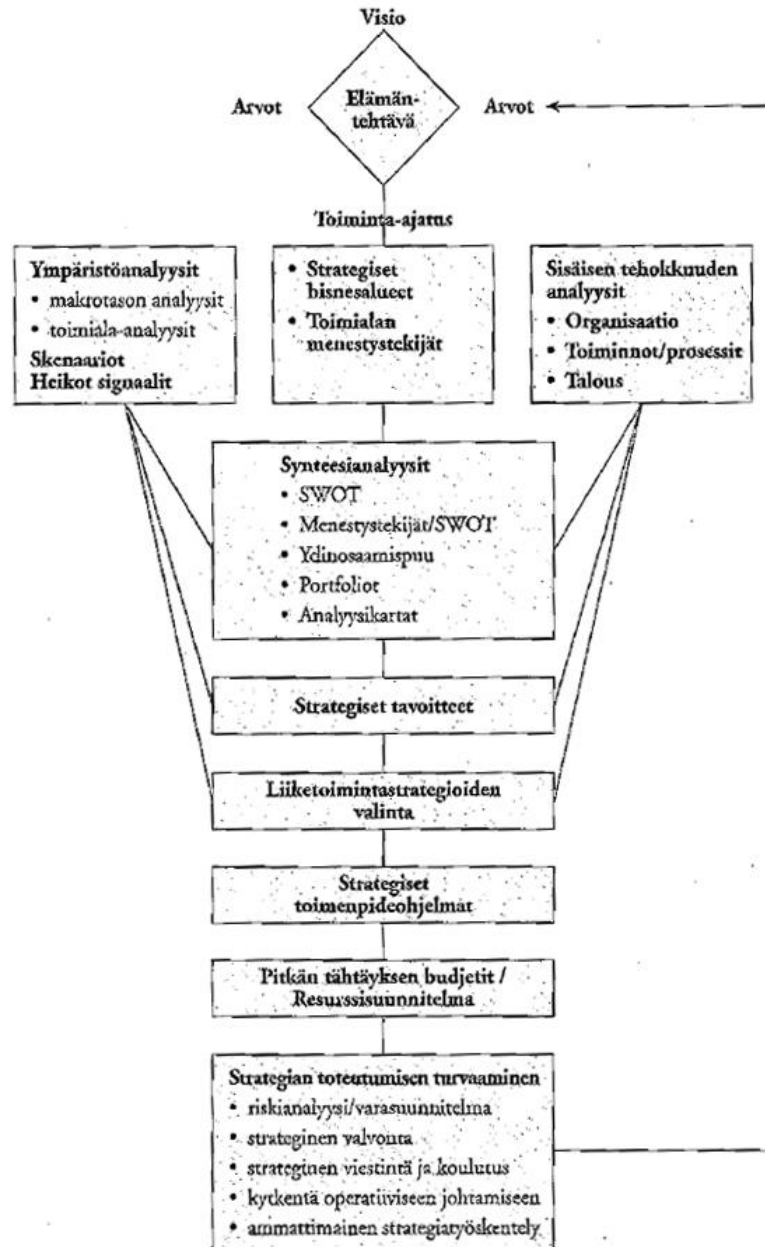 Visio
Arvot
Elämän-
tehtävä
Arvot
Toiminta-ajatus
Ympäristöanalyysit
• makrotason analyysit
• toimiala-analyysit
Skenaariot
Heikot signaalit
• Strategiset
bisnesalueet
• Toimialan
menestystekijät
Sisäisen tehokkuuden
analyysit
• Organisaatio
• Toiminnot/prosessit
• Talous
Synteesianalyysit
• SWOT
• Menestystekijät/SWOT
• Ydinosaamispuu
• Portfoliot
• Analyysikartat
Strategiset tavoitteet
Liiketoimintastrategioiden
valinta
Strategiset
toimenpideohjelmat
Pitkän tähtäyksen budjetit /
Resurssisuunnitelma
Strategian toteutumisen turvaaminen
• riskianalyysi/varasuunnitelma
• strateginen valvonta
• strateginen viestintä ja koulutus
• kytkentä operatiiviseen johtamiseen
• ammattimainen strategiatyöskentely